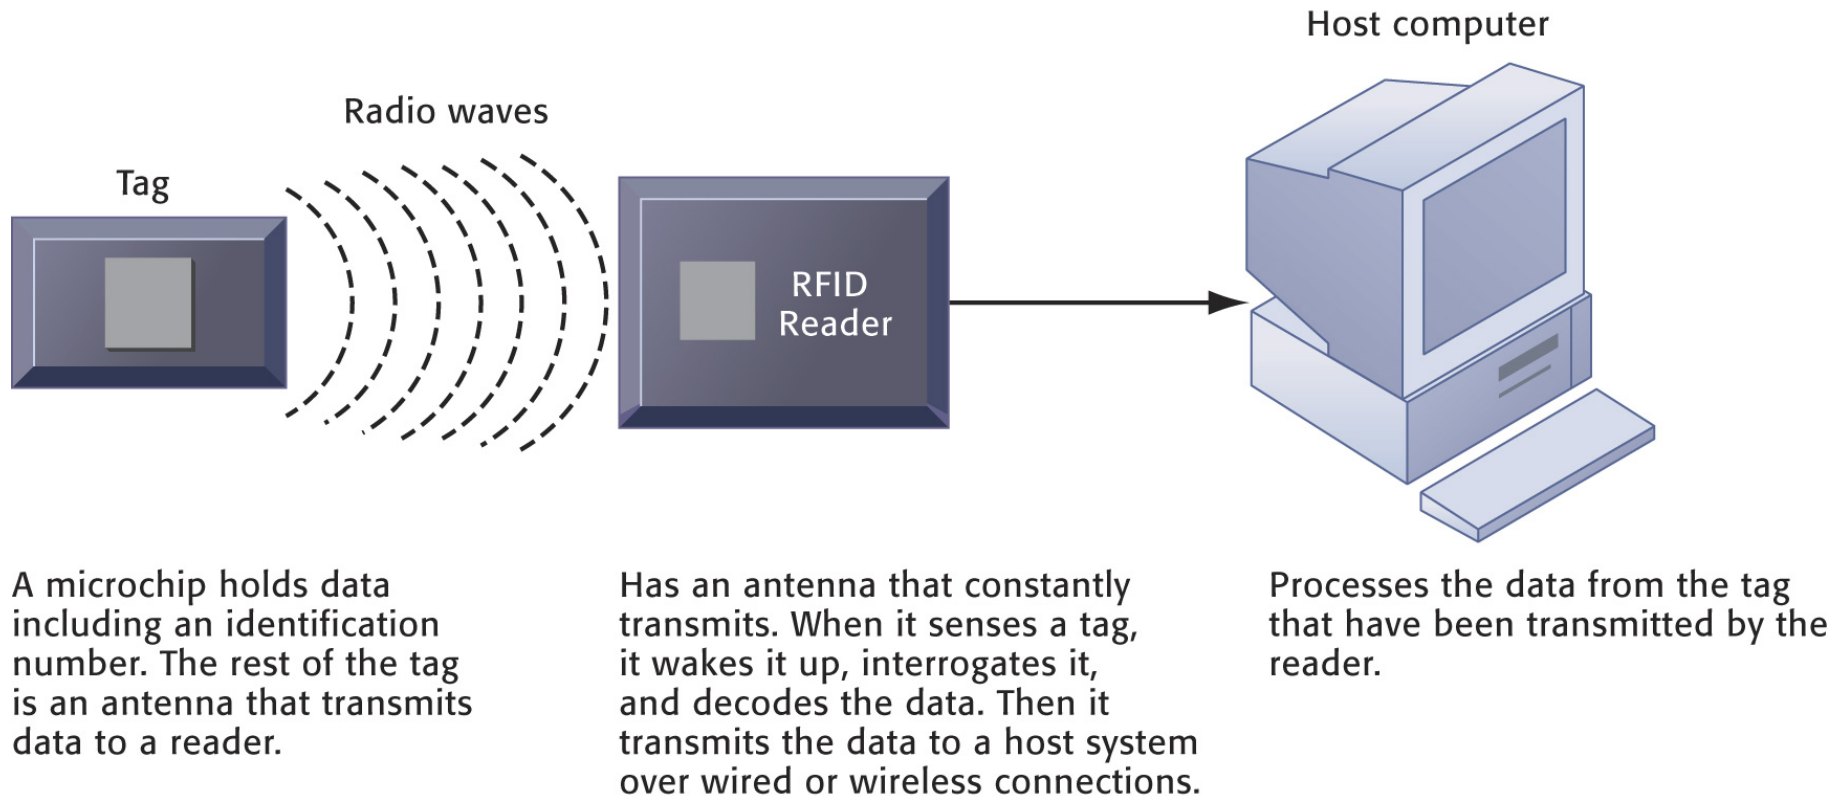 Host computer
Radio waves
Tag
RFID
Reader
A microchip holds data
including an identification
number. The rest of the tag
is an antenna that transmits
data to a reader.
Has an antenna that constantly
transmits. When it senses a tag,
it wakes it up, interrogates it,
and decodes the data. Then it
transmits the data to a host system
over wired or wireless connections.
Processes the data from the tag
that have been transmitted by the
reader.